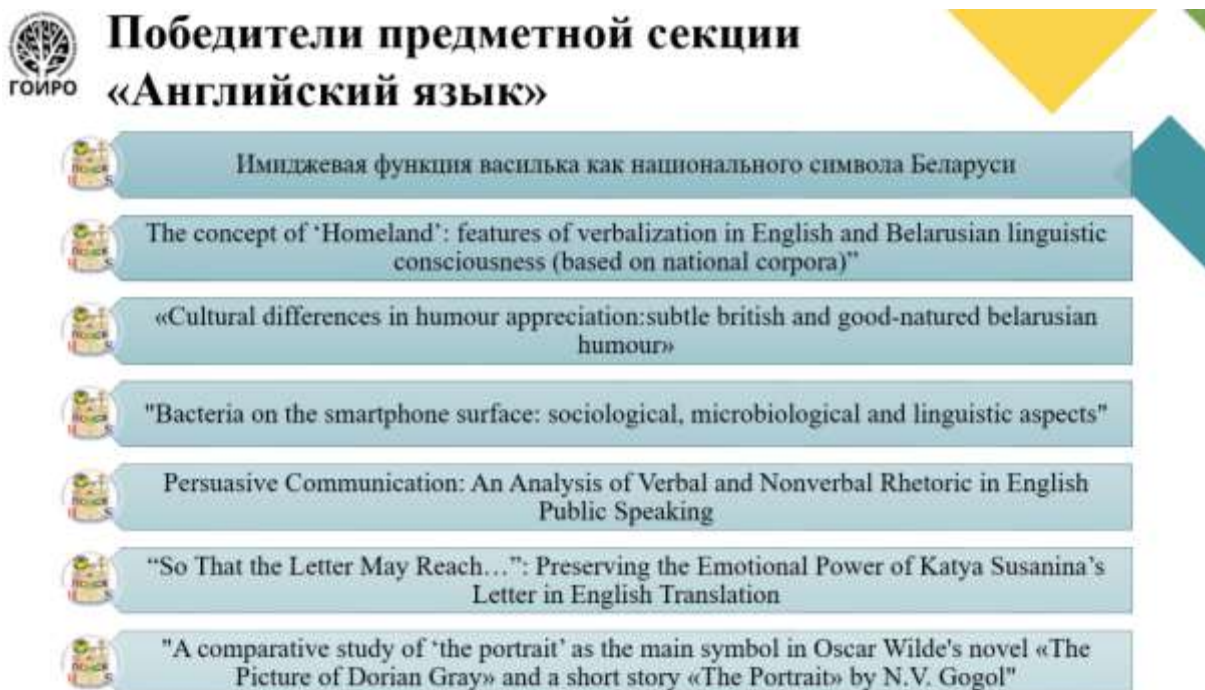 ГОИРО
Победители предметной секции
«Английский язык»
Имиджевая функция василька как национального символа Беларуси
The concept of ‘Homeland’: features of verbalization in English and Belarusian linguistic
consciousness (based on national corpora)”
«Cultural differences in humour appreciation:subtle british and good-natured belarusian
humour»
"Bacteria on the smartphone surface: sociological, microbiological and linguistic aspects"
Persuasive Communication: An Analysis of Verbal and Nonverbal Rhetoric in English
Public Speaking
“So That the Letter May Reach…”: Preserving the Emotional Power of Katya Susanina’s
Letter in English Translation
"A comparative study of ‘the portrait’ as the main symbol in Oscar Wilde's novel «The
Picture of Dorian Gray» and a short story «The Portrait» by N.V. Gogol"